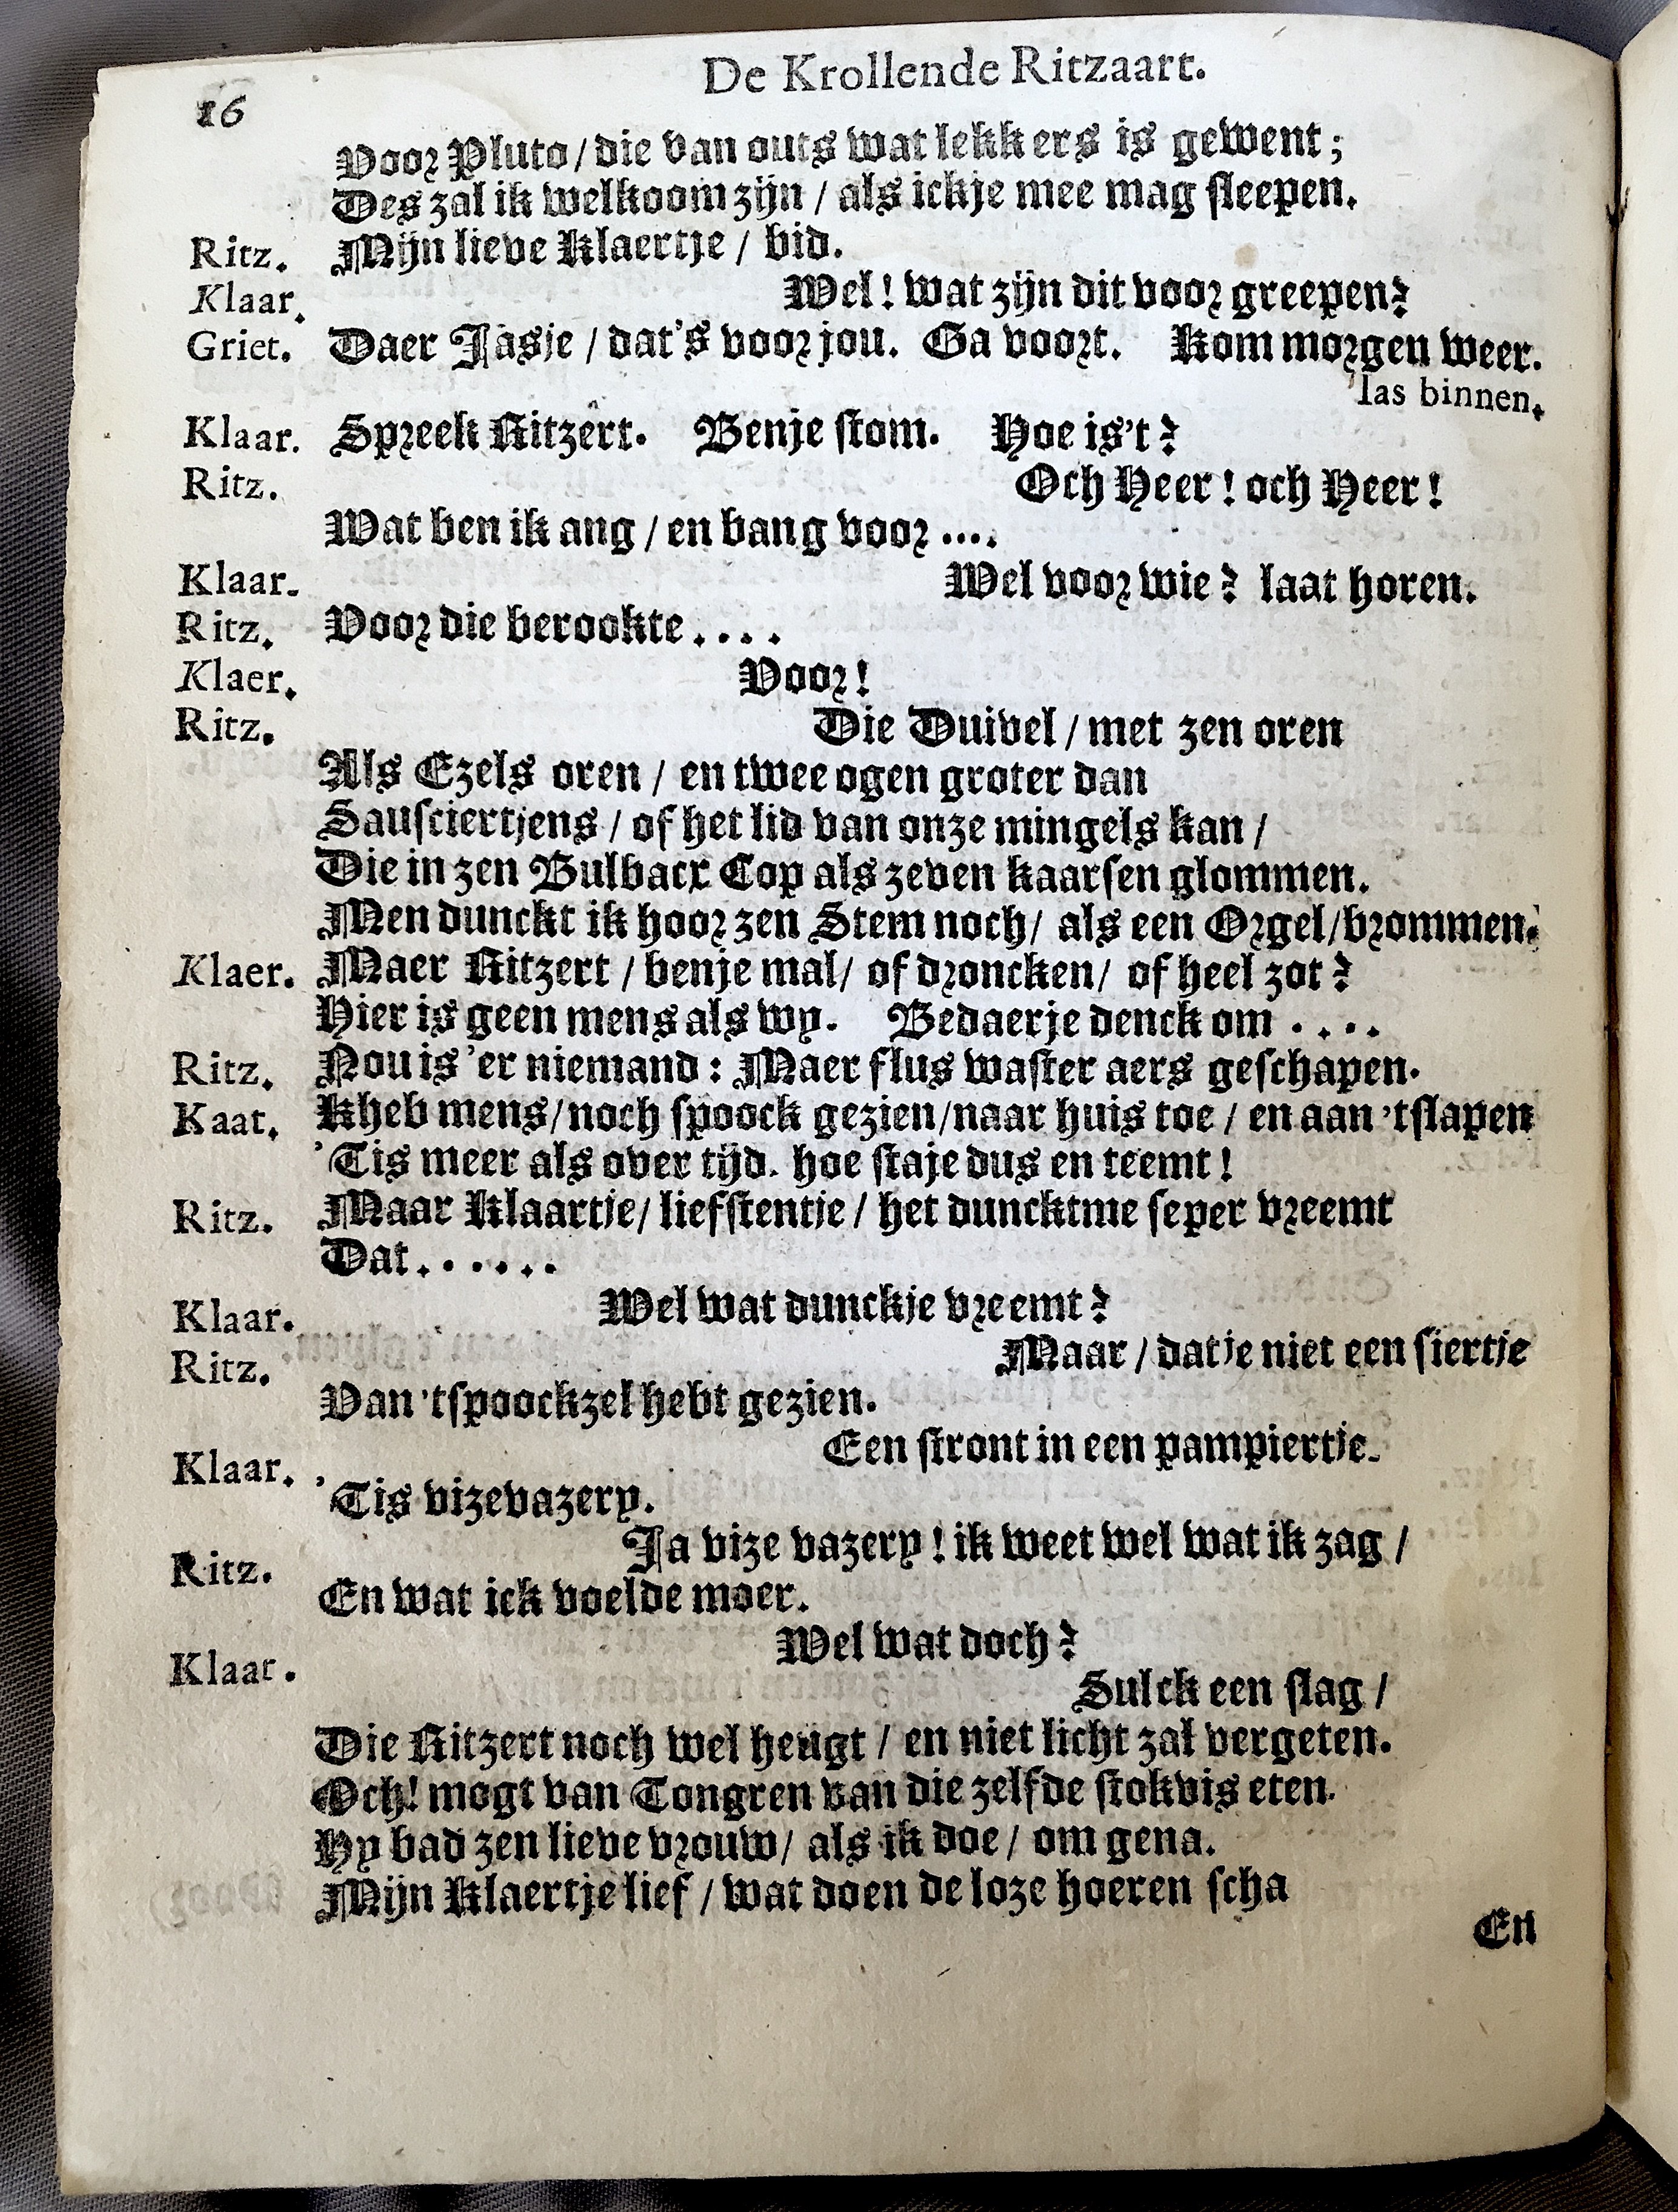 De Krollende Ritzaart.
16
Voor Pluto / die van outs wat lekkers is gewent ;
Des zal ik welkoom zijn / als ickje mee mag sleepen.
Ritz. Mijn lieve Klaertje / bid.
Klaar. Wel ! wat zijn dit voor greepen?
Griet. Daer Jasje / dat's voor jou. Ga voort. Kom morgen weer.
Jas binnen.
Klaar. Spreek Ritzert. Benje stom. Hoe is't ?
Ritz. Och Heer ! och Heer !
Wat ben ik ang / en bang voor ....
Klaar. Wel voor wie ? laat horen.
Ritz. Voor die berookte ....
Klaer. Voor !
Ritz. Die Duivel / met zen oren
Als Ezels oren / en twee ogen groter dan
Sausciertjens / of het lid van onze mingels kan /
Die in zen Bulbacx Cop als zeven kaarsen glommen.
Men dunckt ik hoor zen Stem noch / als een Orgel / brommen.
Klaer. Maer Ritzert / benje mal / of droncken / of heel zot ?
Hier is geen mens als wy. Bedaerje denck om ....
Ritz. Nou is 'er niemand : Maer flus waster aers geschapen.
Kaat. Kheb mens / noch spoock gezien / naar huis toe / en aan 't slapen
'Tis meer als over tijd. hoe staje dus en teemt !
Ritz. Maar Klaartje / liefstentje / het duncktme seper vreemt
Dat ......
Klaar. Wel wat dunckje vreemt ?
Ritz. Maar / datje niet een siertje
Van 't spoockzel hebt gezien.
Klaar. Een stront in een pampiertje.
'Tis vizevazery.
Ritz. Ja vize vazery ! ik weet wel wat ik zag /
En wat ick voelde moer.
Klaar. Wel wat doch ?
Sulck een slag /
Die Ritzert noch wel heugt / en niet licht zal vergeten.
Och! mogt van Tongren van die zelfde stokvis eten.
Hy bad zen lieve vrouw / als ik doe / om gena.
Mijn Klaertje lief / wat doen de loze hoeren scha
En